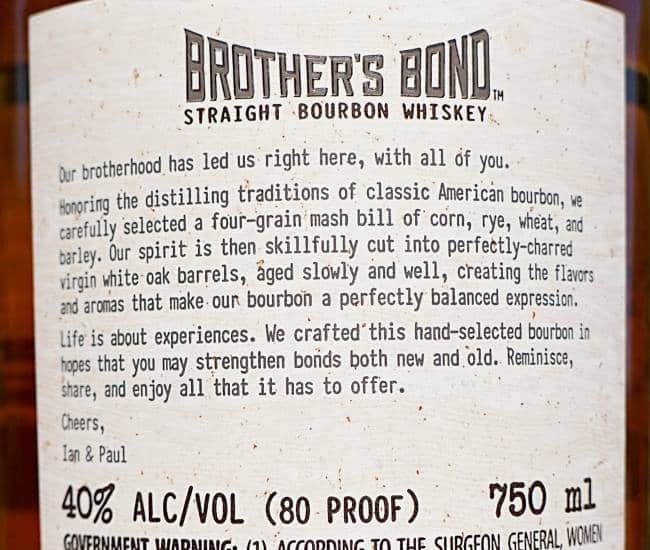 BROTHER'S BOND™
STRAIGHT BOURBON WHISKEY
Our brotherhood has led us right here, with all of you.
Honoring the distilling traditions of classic American bourbon, we
carefully selected a four-grain mash bill of corn, rye, wheat, and
barley. Our spirit is then skillfully cut into perfectly-charred
virgin white oak barrels, aged slowly and well, creating the flavors
and aromas that make our bourbon a perfectly balanced expression.
Life is about experiences. We crafted this hand-selected bourbon in
hopes that you may strengthen bonds both new and old. Reminisce,
share, and enjoy all that it has to offer.
Cheers,
Ian & Paul
40% ALC/VOL (80 PROOF) 750 ml
GOVERNMENT WARNING: (1) ACCORDING TO THE SURGEON GENERAL, WOMEN